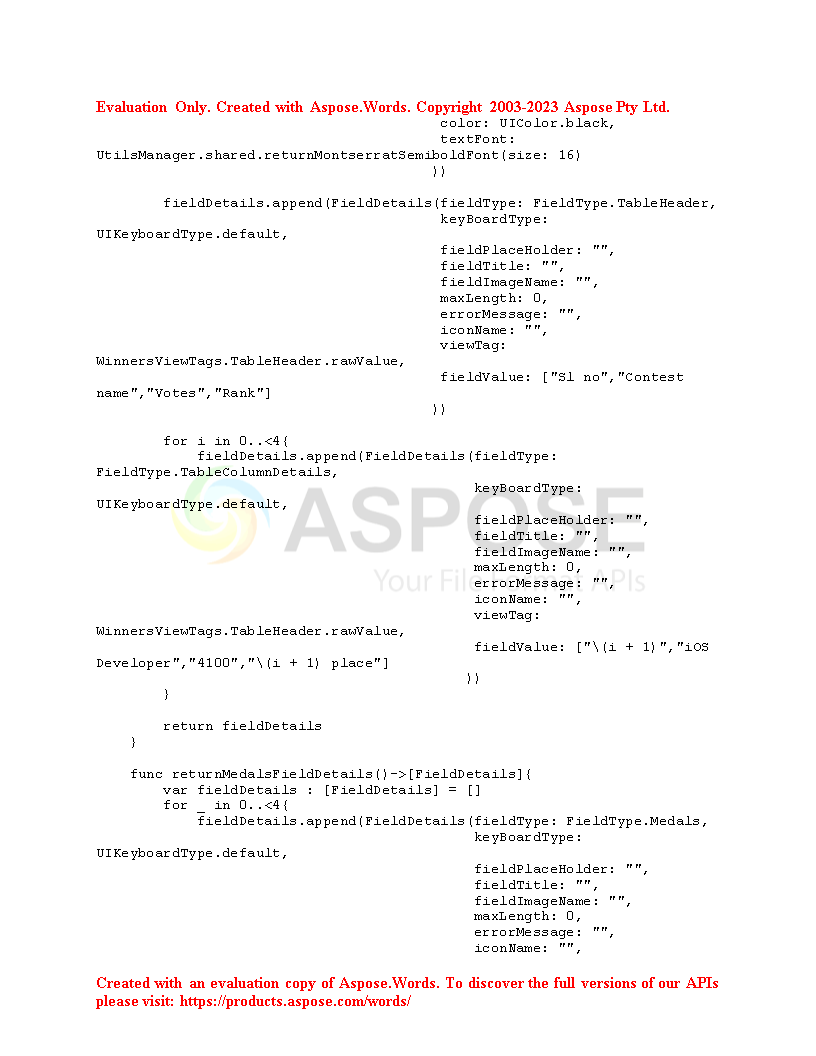 Evaluation Only. Created with Aspose.Words. Copyright 2003-2023 Aspose Pty Ltd.
color: UIColor.black,
textFont:
UtilsManager.shared.returnMontserratSemiboldFont(size: 16)
))
fieldDetails.append(FieldDetails(fieldType: FieldType.TableHeader,
keyBoardType:
UIKeyboardType.default,
fieldPlaceHolder: "",
fieldTitle: "",
fieldImageName: "",
maxLength: 0,
errorMessage: "",
iconName: "",
viewTag:
WinnersViewTags.TableHeader.rawValue,
fieldValue: ["Sl no","Contest
name","Votes","Rank"]
))
for i in 0..<4{
fieldDetails.append(FieldDetails(fieldType:
FieldType.TableColumnDetails,
keyBoardType:
UIKeyboardType.default,
ASPOSE
fieldPlaceHolder: "",
fieldTitle: "",
fieldImageName: "",
maxLength: 0,
Your File Format APIs
errorMessage: "",
iconName: "",
viewTag:
WinnersViewTags.TableHeader.rawValue,
fieldValue: ["\(i + 1)","iOS
Developer","4100","\(i + 1) place"]
))
}
return fieldDetails
}
func returnMedalsFieldDetails()->[FieldDetails]{
var fieldDetails : [FieldDetails] = []
for _ in 0..<4{
fieldDetails.append(FieldDetails(fieldType: FieldType.Medals,
keyBoardType:
UIKeyboardType.default,
fieldPlaceHolder: "",
fieldTitle: "",
fieldImageName: "",
maxLength: 0,
errorMessage: "",
iconName: "",
Created with an evaluation copy of Aspose.Words. To discover the full versions of our APIs
please visit: https://products.aspose.com/words/